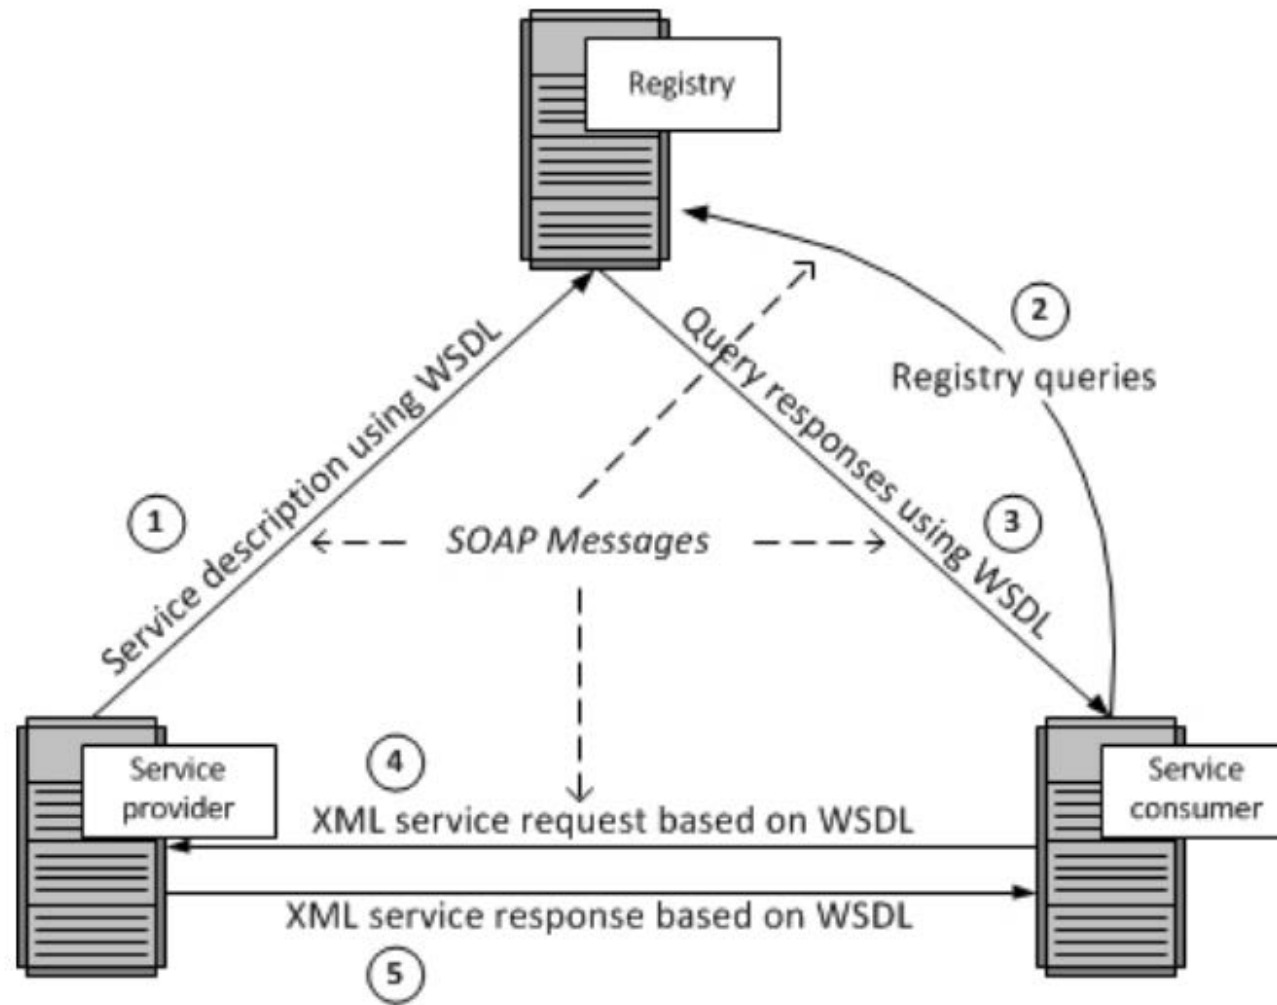 Registry
2
Registry queries
Service description using WSDL
Query responses using WSDL
1
3
SOAP Messages
Service
provider
4
Service
consumer
XML service request based on WSDL
XML service response based on WSDL
5